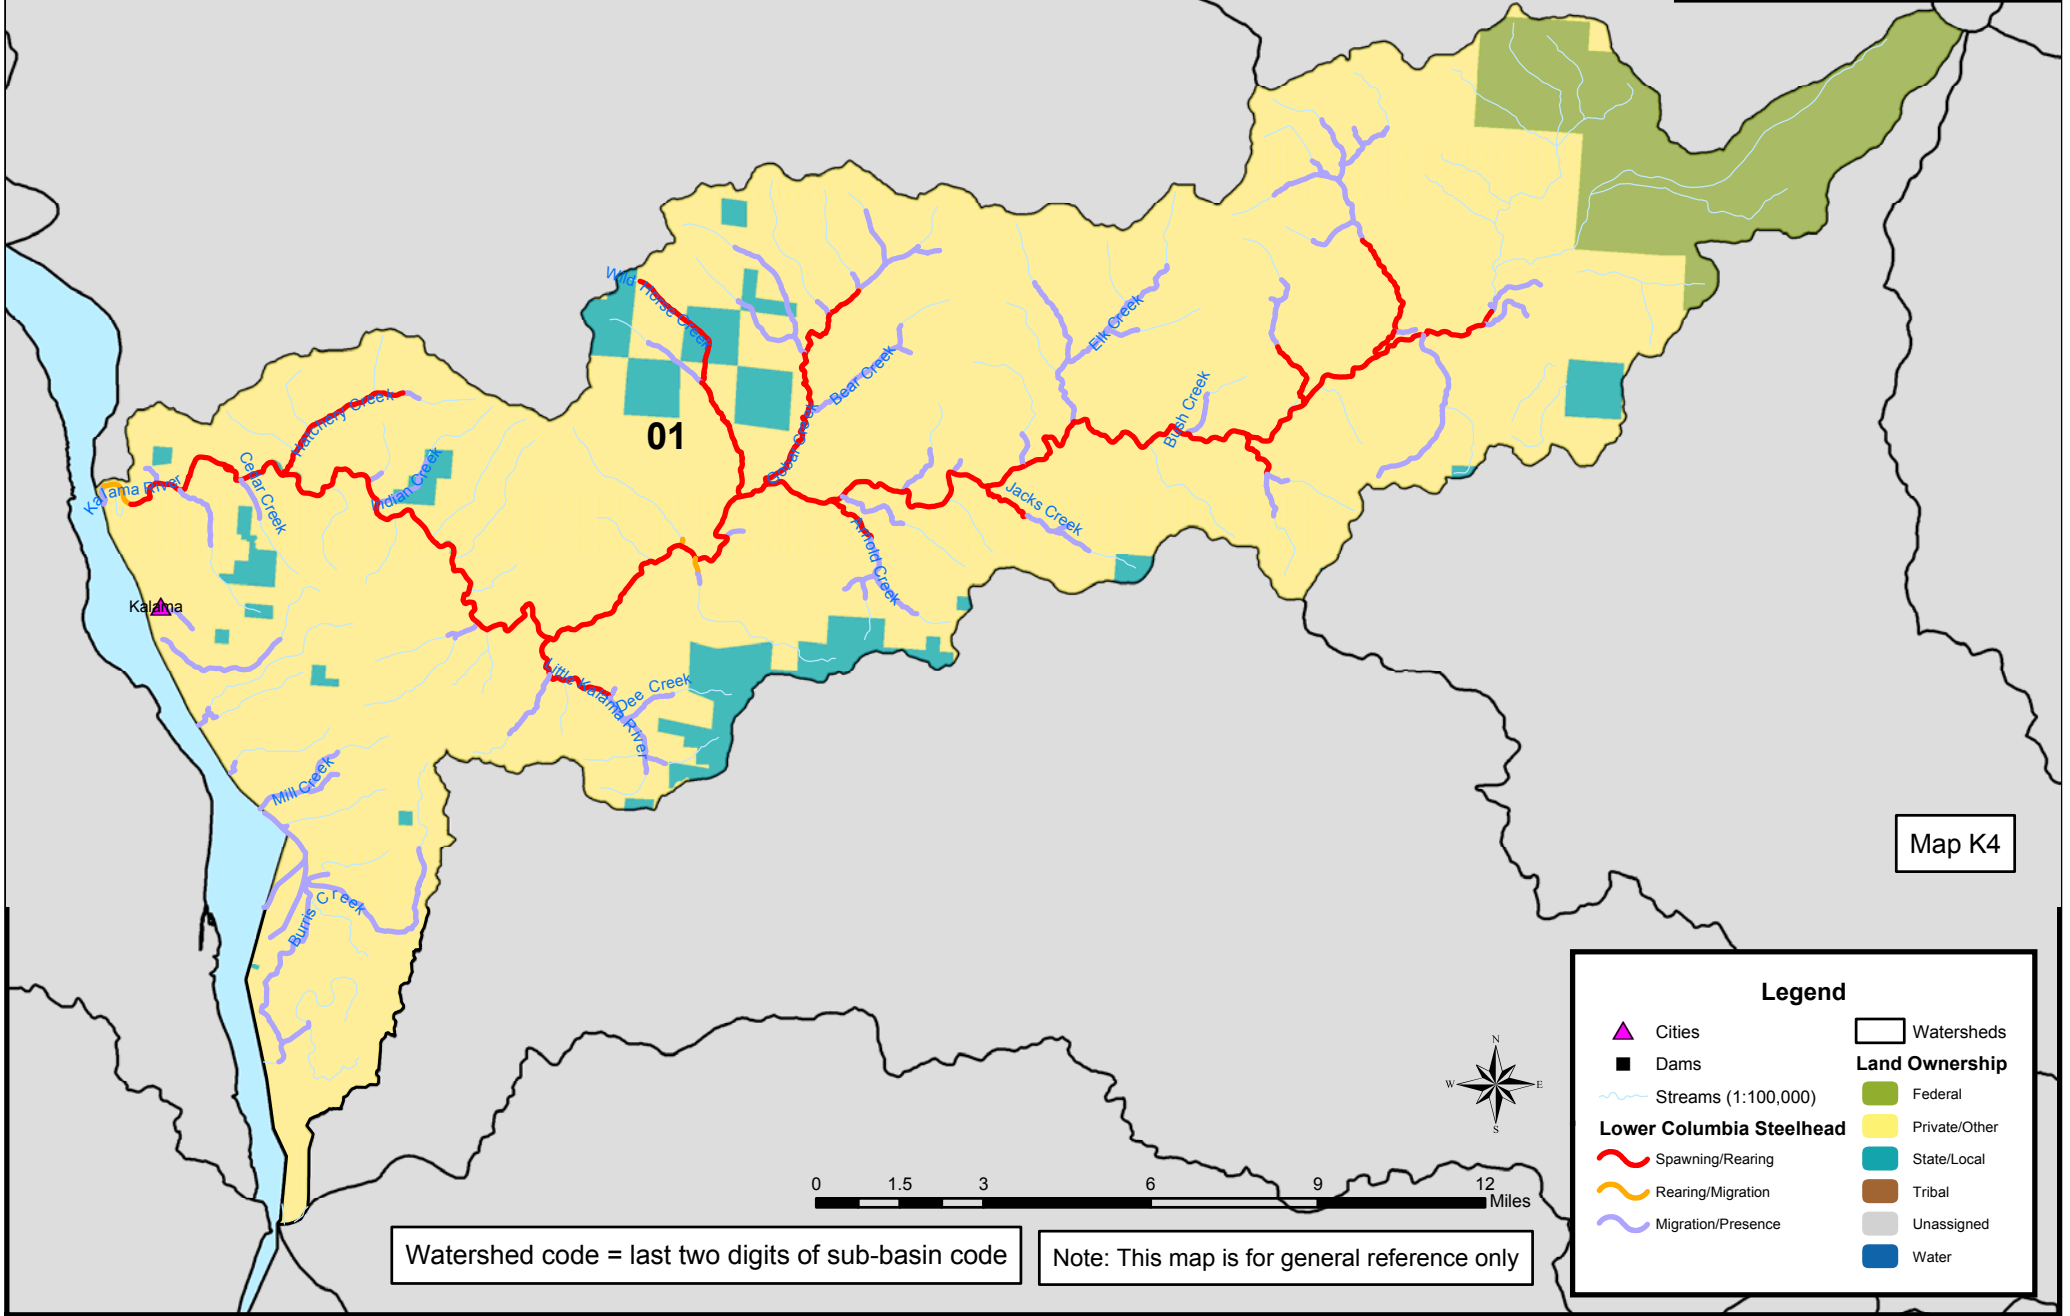 Wild Horse Creek
Elk Creek
Bear Creek
Bush Creek
Hatchery Creek
01
Gobar Creek
Cedar Creek
Indian Creek
Kalama River
Jacks Creek
Arnold Creek
Kalama
Little Kalama River
Dee Creek
Mill Creek
Burris Creek
Map K4
Legend
Cities
Dams
Streams (1:100,000)
Lower Columbia Steelhead
Spawning/Rearing
Rearing/Migration
Migration/Presence
Watersheds
Land Ownership
Federal
Private/Other
State/Local
Tribal
Unassigned
Water
N
W E
S
0 1.5 3 6 9 12
Miles
Watershed code = last two digits of sub-basin code
Note: This map is for general reference only